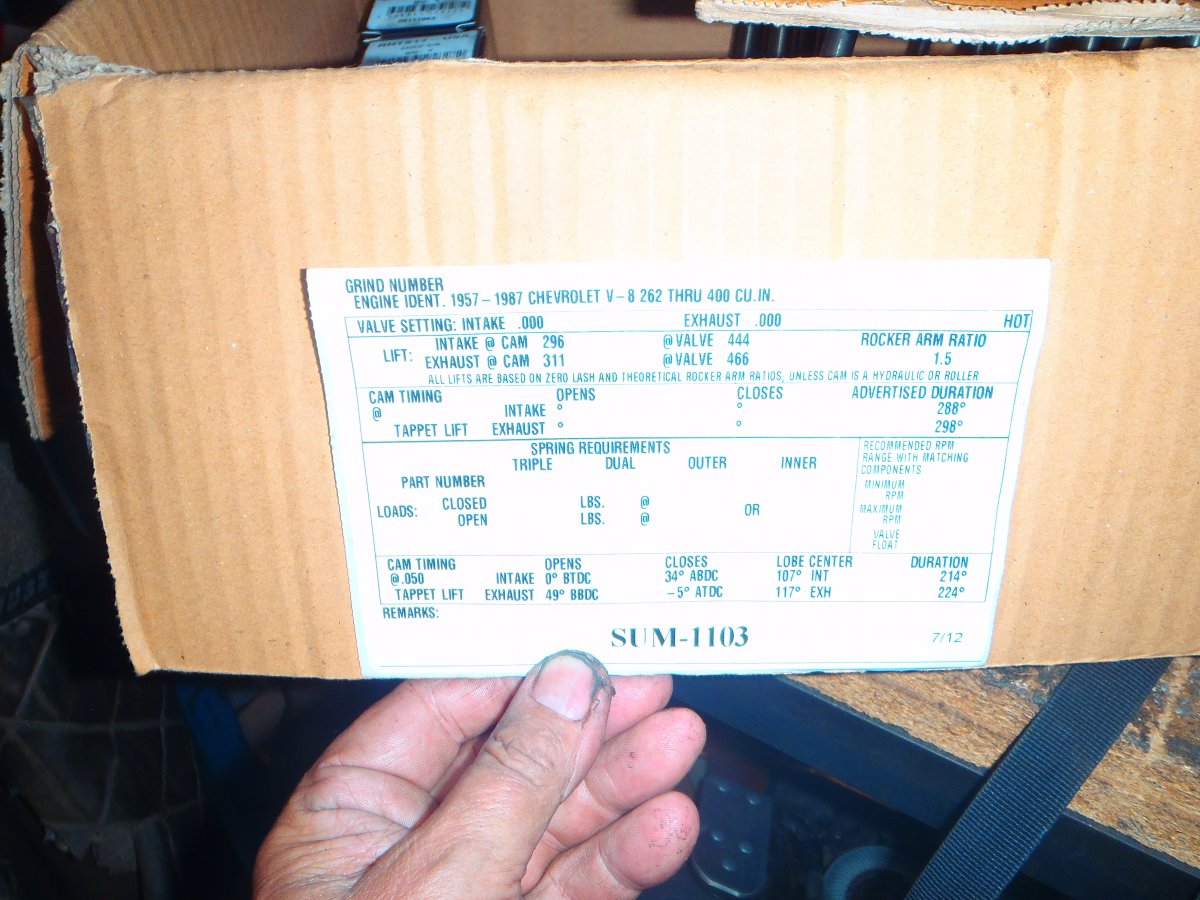 GRIND NUMBER
ENGINE IDENT. 1957 – 1987 CHEVROLET V – 8 262 THRU 400 CU.IN.
VALVE SETTING: INTAKE .000 EXHAUST .000 HOT
LIFT: INTAKE @ CAM 296 @ VALVE 444 ROCKER ARM RATIO
EXHAUST @ CAM 311 @ VALVE 466 1.5
ALL LIFTS ARE BASED ON ZERO LASH AND THEORETICAL ROCKER ARM RATIOS, UNLESS CAM IS A HYDRAULIC OR ROLLER
CAM TIMING OPENS CLOSES ADVERTISED DURATION
@ INTAKE ° ° 288°
TAPPET LIFT EXHAUST ° ° 298°
SPRING REQUIREMENTS
TRIPLE DUAL OUTER INNER
PART NUMBER
LOADS: CLOSED LBS. @ OR
OPEN LBS. @
RECOMMENDED RPM
RANGE WITH MATCHING
COMPONENTS
MINIMUM
RPM
MAXIMUM
RPM
VALVE
FLOAT
CAM TIMING OPENS CLOSES LOBE CENTER DURATION
@.050 INTAKE 0° BTDC 34° ABDC 107° INT 214°
TAPPET LIFT EXHAUST 49° BBDC –5° ATDC 117° EXH 224°
REMARKS:
SUM-1103 7/12